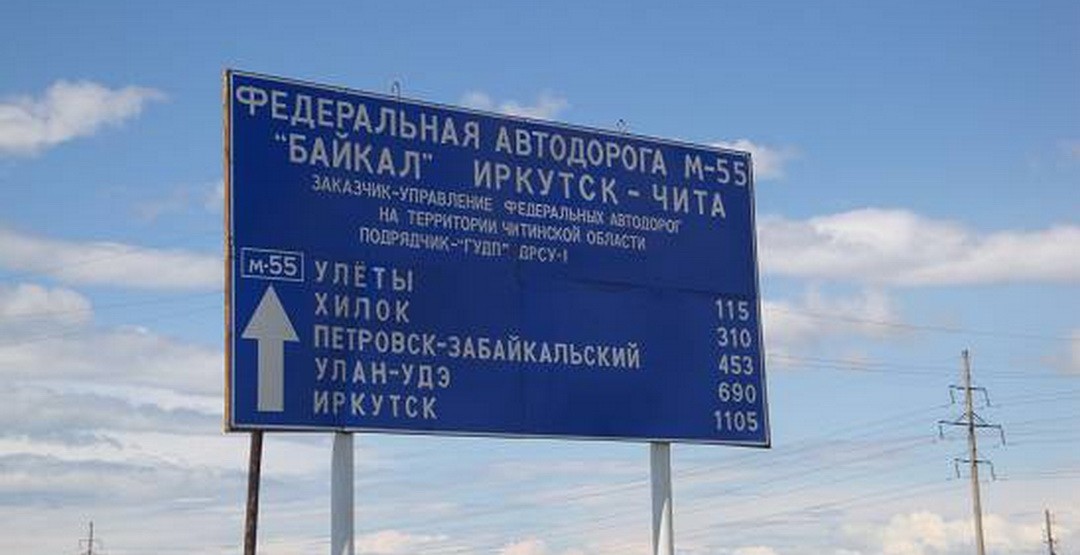 ФЕДЕРАЛЬНАЯ АВТОДОРОГА М-55
"БАЙКАЛ" ИРКУТСК - ЧИТА
ЗАКАЗЧИК-УПРАВЛЕНИЕ ФЕДЕРАЛЬНЫХ АВТОДОРОГ
НА ТЕРРИТОРИИ ЧИТИНСКОЙ ОБЛАСТИ
ПОДРЯДЧИК-"ГУДП" ДРСУ-1
М-55
УЛЁТЫ 115
ХИЛОК 310
ПЕТРОВСК-ЗАБАЙКАЛЬСКИЙ 453
УЛАН-УДЭ 690
ИРКУТСК 1105